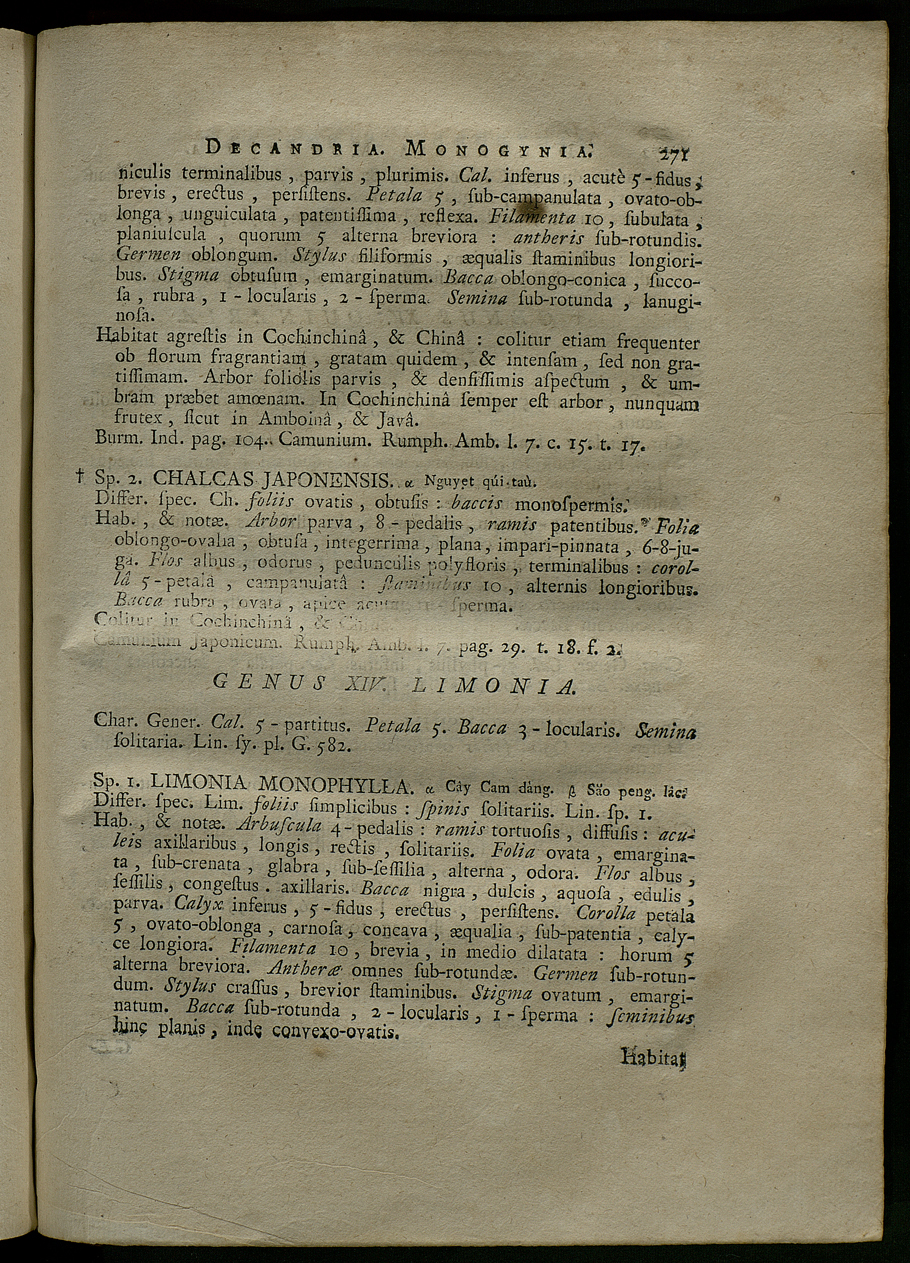 DECANDRIA. MONOGYNIA. 271
niculis terminalibus , parvis , plurimis. Cal. inferus , acutè 5-fidus ;
brevis , erectus , perſiſtens. Petala 5 , ſub-campanulata , ovato-ob-
longa , unguiculata , patentiſſima , reflexa. Filamenta 10 , ſubulata ,
planiuſcula , quorum 5 alterna breviora : antheris ſub-rotundis.
Germen oblongum. Stylus filiformis , æqualis ſtaminibus longiori-
bus. Stigma obtuſum , emarginatum. Bacca oblongo-conica , ſucco-
ſa , rubra , 1 - locularis , 2 - ſperma. Semina ſub-rotunda , lanugi-
noſa.
Habitat agreſtis in Cochinchinâ , & Chinâ : colitur etiam frequenter
ob florum fragrantiam , gratam quidem , & intenſam , ſed non gra-
tiſſimam. Arbor foliolis parvis , & denſiſſimis aſpectum , & um-
bram præbet amœnam. In Cochinchinâ ſemper eſt arbor , nunquam
frutex , ſicut in Amboinâ , & Javâ.
Burm. Ind. pag. 104. Camunium. Rumph. Amb. l. 7. c. 15. t. 17.
† Sp. 2. CHALCAS JAPONENSIS. α Nguyet qúi taù.
Differ. ſpec. Ch. foliis ovatis , obtuſis : baccis monoſpermis.
Hab. , & notæ. Arbor parva , 8 - pedalis , ramis patentibus. Folia
oblongo-ovalia , obtuſa , integerrima , plana , impari-pinnata , 6-8-ju-
ga. Flos albus , odorus , pedunculis polyfloris , terminalibus : corol-
lâ 5-petalâ , campanulatâ : ſtaminibus 10 , alternis longioribus.
Bacca rubra , ovata , apice ſperma.
Colitur in Cochinchinâ , &
Camunium Japonicum. Rumph. Amb. l. 7. pag. 29. t. 18. f. 2.
GENUS XIV. LIMONIA.
Char. Gener. Cal. 5 - partitus. Petala 5. Bacca 3 - locularis. Semina
ſolitaria. Lin. ſy. pl. G. 582.
Sp. 1. LIMONIA MONOPHYLLA. α Cây Cam dàng. β Sào peng. lác.
Differ. ſpec. Lim. foliis ſimplicibus : ſpinis ſolitariis. Lin. ſp. 1.
Hab. , & notæ. Arbuſcula 4-pedalis : ramis tortuoſis , diffuſis : acu-
leis axillaribus , longis , rectis , ſolitariis. Folia ovata , emargina-
ta , ſub-crenata , glabra , ſub-ſeſſilia , alterna , odora. Flos albus ,
ſeſſilis , congeſtus . axillaris. Bacca nigra , dulcis , aquoſa , edulis ,
parva. Calyx inferus , 5 - fidus , erectus , perſiſtens. Corolla petala
5 , ovato-oblonga , carnoſa , concava , æqualia , ſub-patentia , caly-
ce longiora. Filamenta 10 , brevia , in medio dilatata : horum 5
alterna breviora. Antheræ omnes ſub-rotundæ. Germen ſub-rotun-
dum. Stylus craſſus , brevior ſtaminibus. Stigma ovatum , emargi-
natum. Bacca ſub-rotunda , 2 - locularis , 1 - ſperma : ſeminibus
hinc planis , inde convexo-ovatis.
Habitat